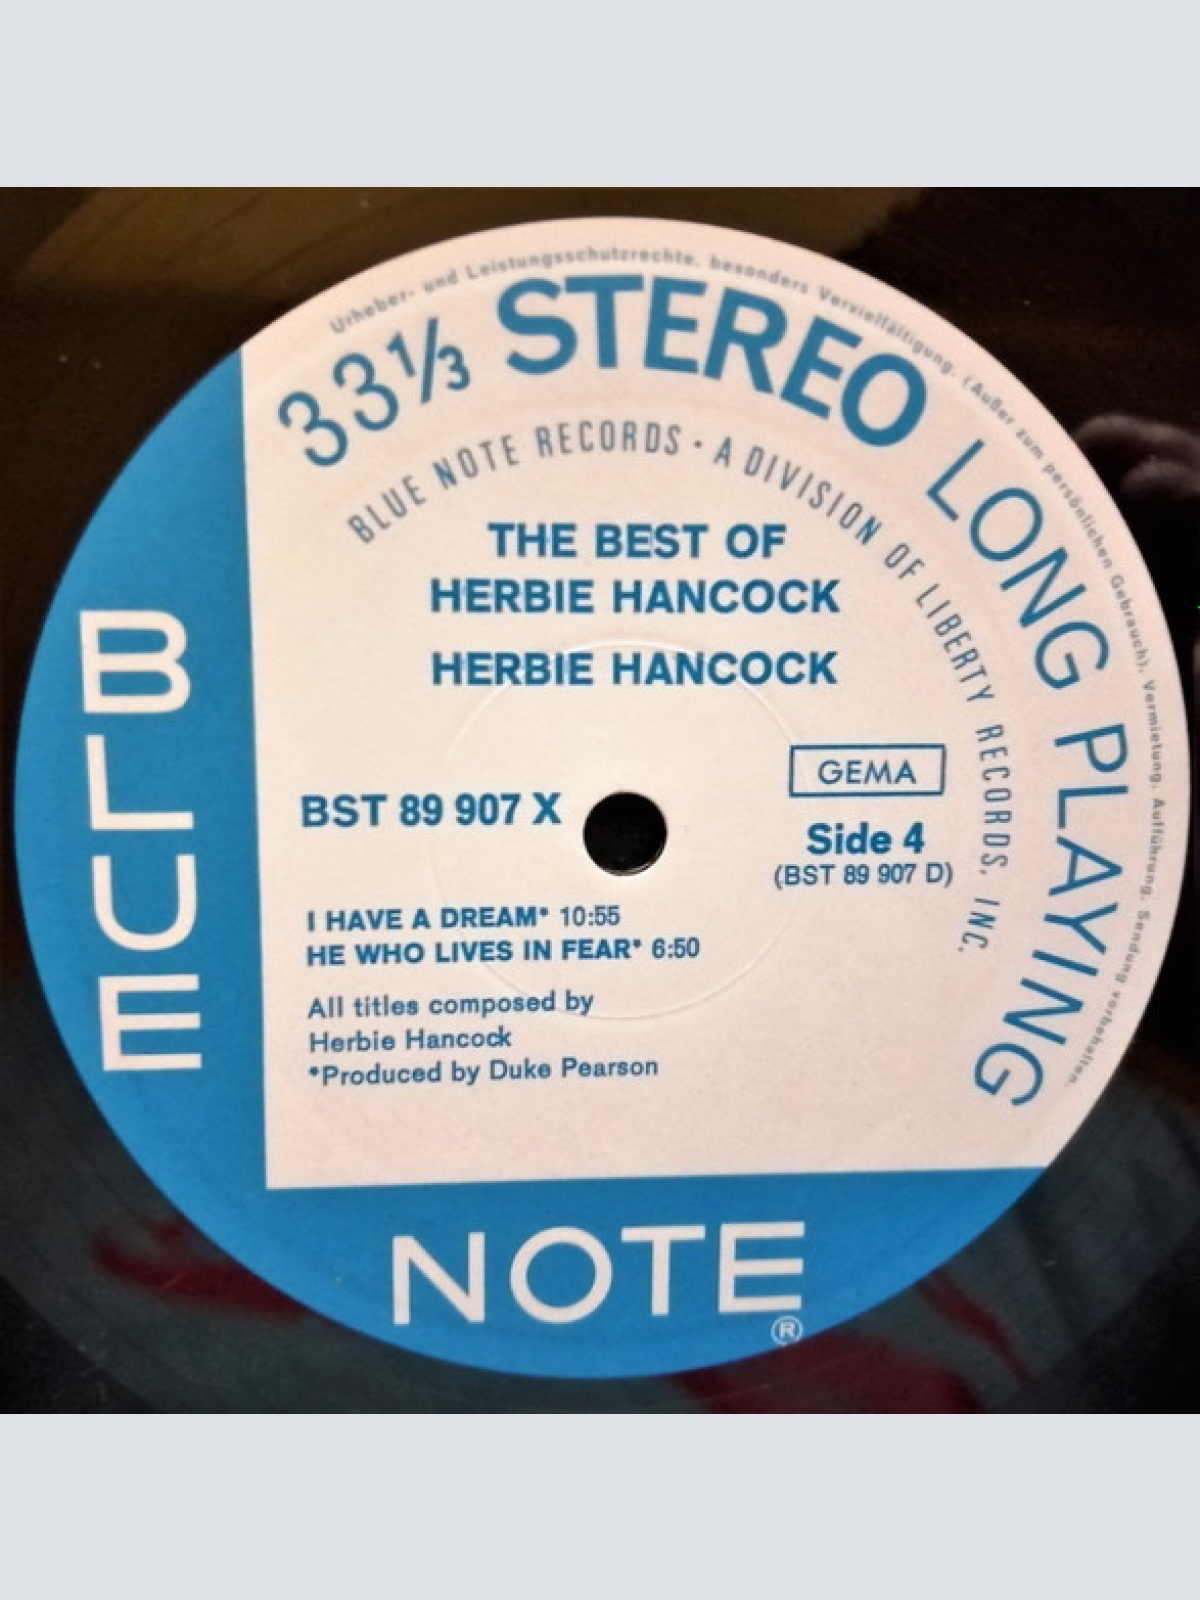 Urheber- und Leistungsschutzrechte, besonders Vervielfältigung, (Außer zum persönlichen Gebrauch), Vermietung, Aufführung, Sendung vorbehalten.
33⅓ STEREO LONG PLAYING
BLUE NOTE RECORDS · A DIVISION OF LIBERTY RECORDS, INC.
THE BEST OF
HERBIE HANCOCK
HERBIE HANCOCK
GEMA
BST 89 907 X
Side 4
(BST 89 907 D)
I HAVE A DREAM* 10:55
HE WHO LIVES IN FEAR* 6:50
All titles composed by
Herbie Hancock
*Produced by Duke Pearson
BLUE
NOTE®